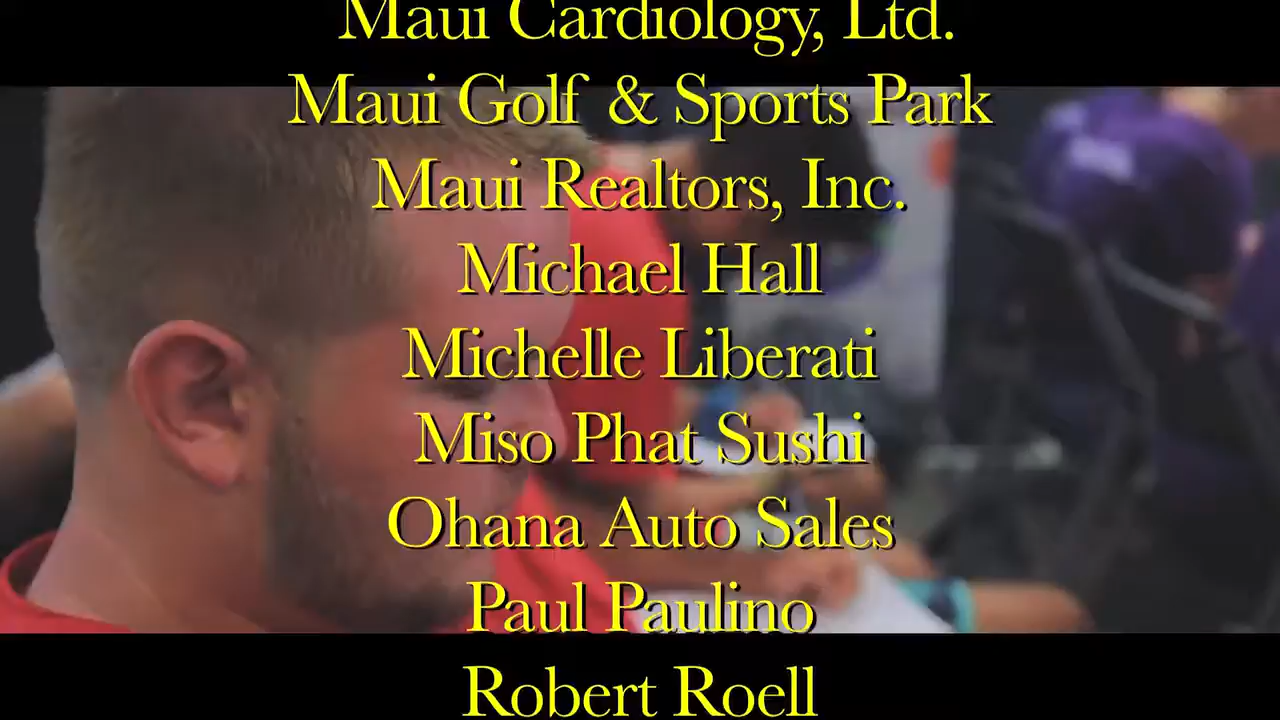 Maui Cardiology, Ltd.
Maui Golf & Sports Park
Maui Realtors, Inc.
Michael Hall
Michelle Liberati
Miso Phat Sushi
Ohana Auto Sales
Paul Paulino
Robert Roell